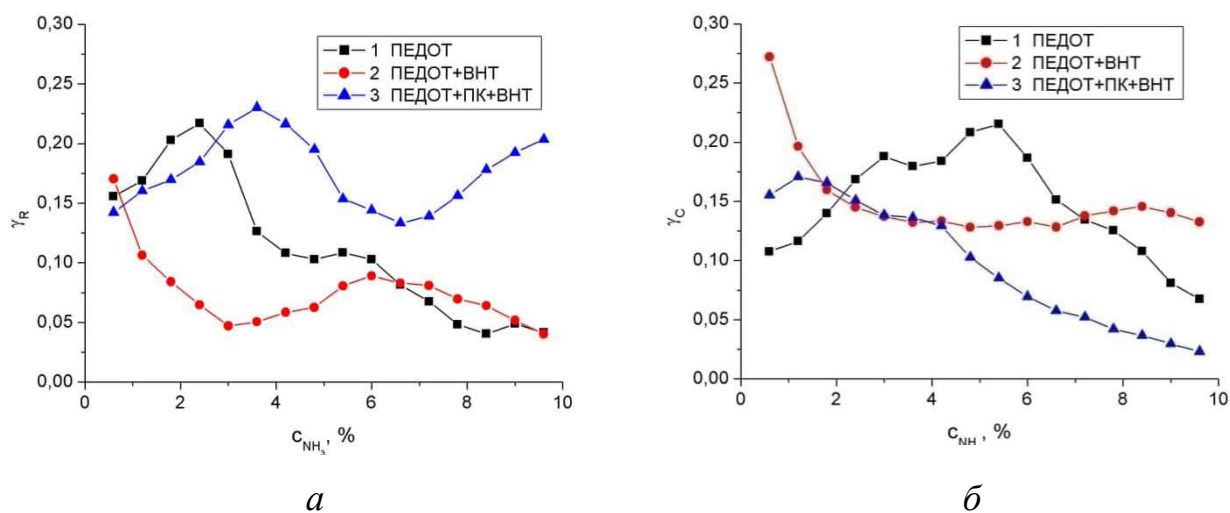 0,30
0,25
0,20
0,15
0,10
0,05
0,00
γR
1 ПЕДОТ
2 ПЕДОТ+ВНТ
3 ПЕДОТ+ПК+ВНТ
0 2 4 6 8 10
cNH3, %
а
0,30
0,25
0,20
0,15
0,10
0,05
0,00
γC
1 ПЕДОТ
2 ПЕДОТ+ВНТ
3 ПЕДОТ+ПК+ВНТ
0 2 4 6 8 10
cNH, %
б